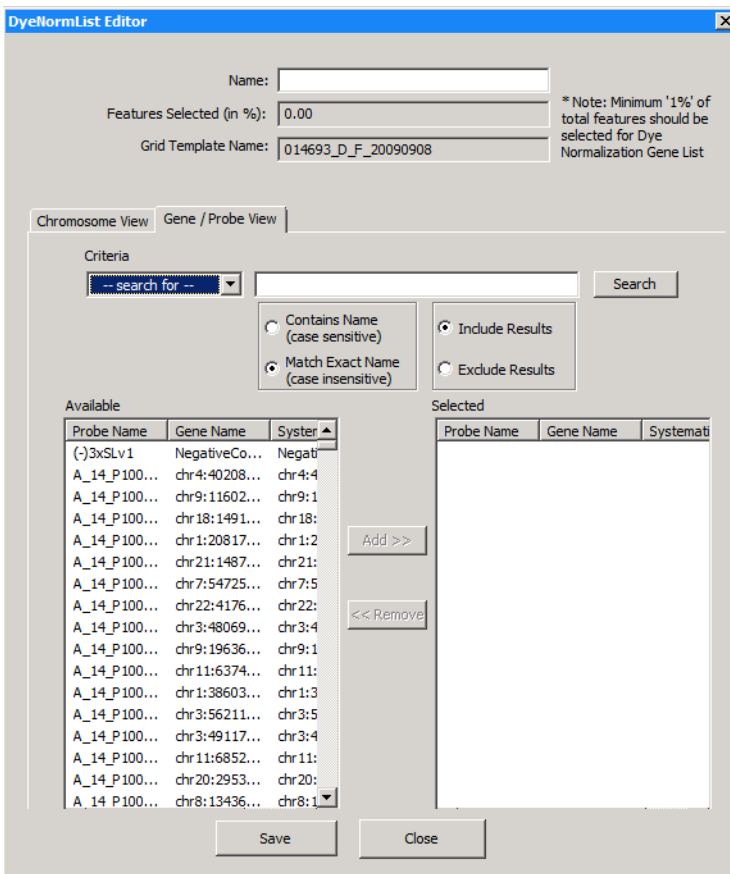 DyeNormList Editor
Name:
Features Selected (in %): 0.00
Grid Template Name: 014693_D_F_20090908
* Note: Minimum '1%' of
total features should be
selected for Dye
Normalization Gene List
Chromosome View Gene / Probe View
Criteria
-- search for -- Search
Contains Name
(case sensitive)
Match Exact Name
(case insensitive)
Include Results
Exclude Results
Available
Probe Name Gene Name System
(-)3xSLv1 NegativeCo... Negati
A_14_P100... chr4:40208... chr4:4
A_14_P100... chr9:11602... chr9:1
A_14_P100... chr18:1491... chr18:
A_14_P100... chr1:20817... chr1:2
A_14_P100... chr21:1487... chr21:
A_14_P100... chr7:54725... chr7:5
A_14_P100... chr22:4176... chr22:
A_14_P100... chr3:48069... chr3:4
A_14_P100... chr9:19636... chr9:1
A_14_P100... chr11:6374... chr11:
A_14_P100... chr1:38603... chr1:3
A_14_P100... chr3:56211... chr3:5
A_14_P100... chr3:49117... chr3:4
A_14_P100... chr11:6852... chr11:
A_14_P100... chr20:2953... chr20:
A_14_P100... chr8:13436... chr8:1
Add >>
<< Remove
Selected
Probe Name Gene Name Systemati
Save Close